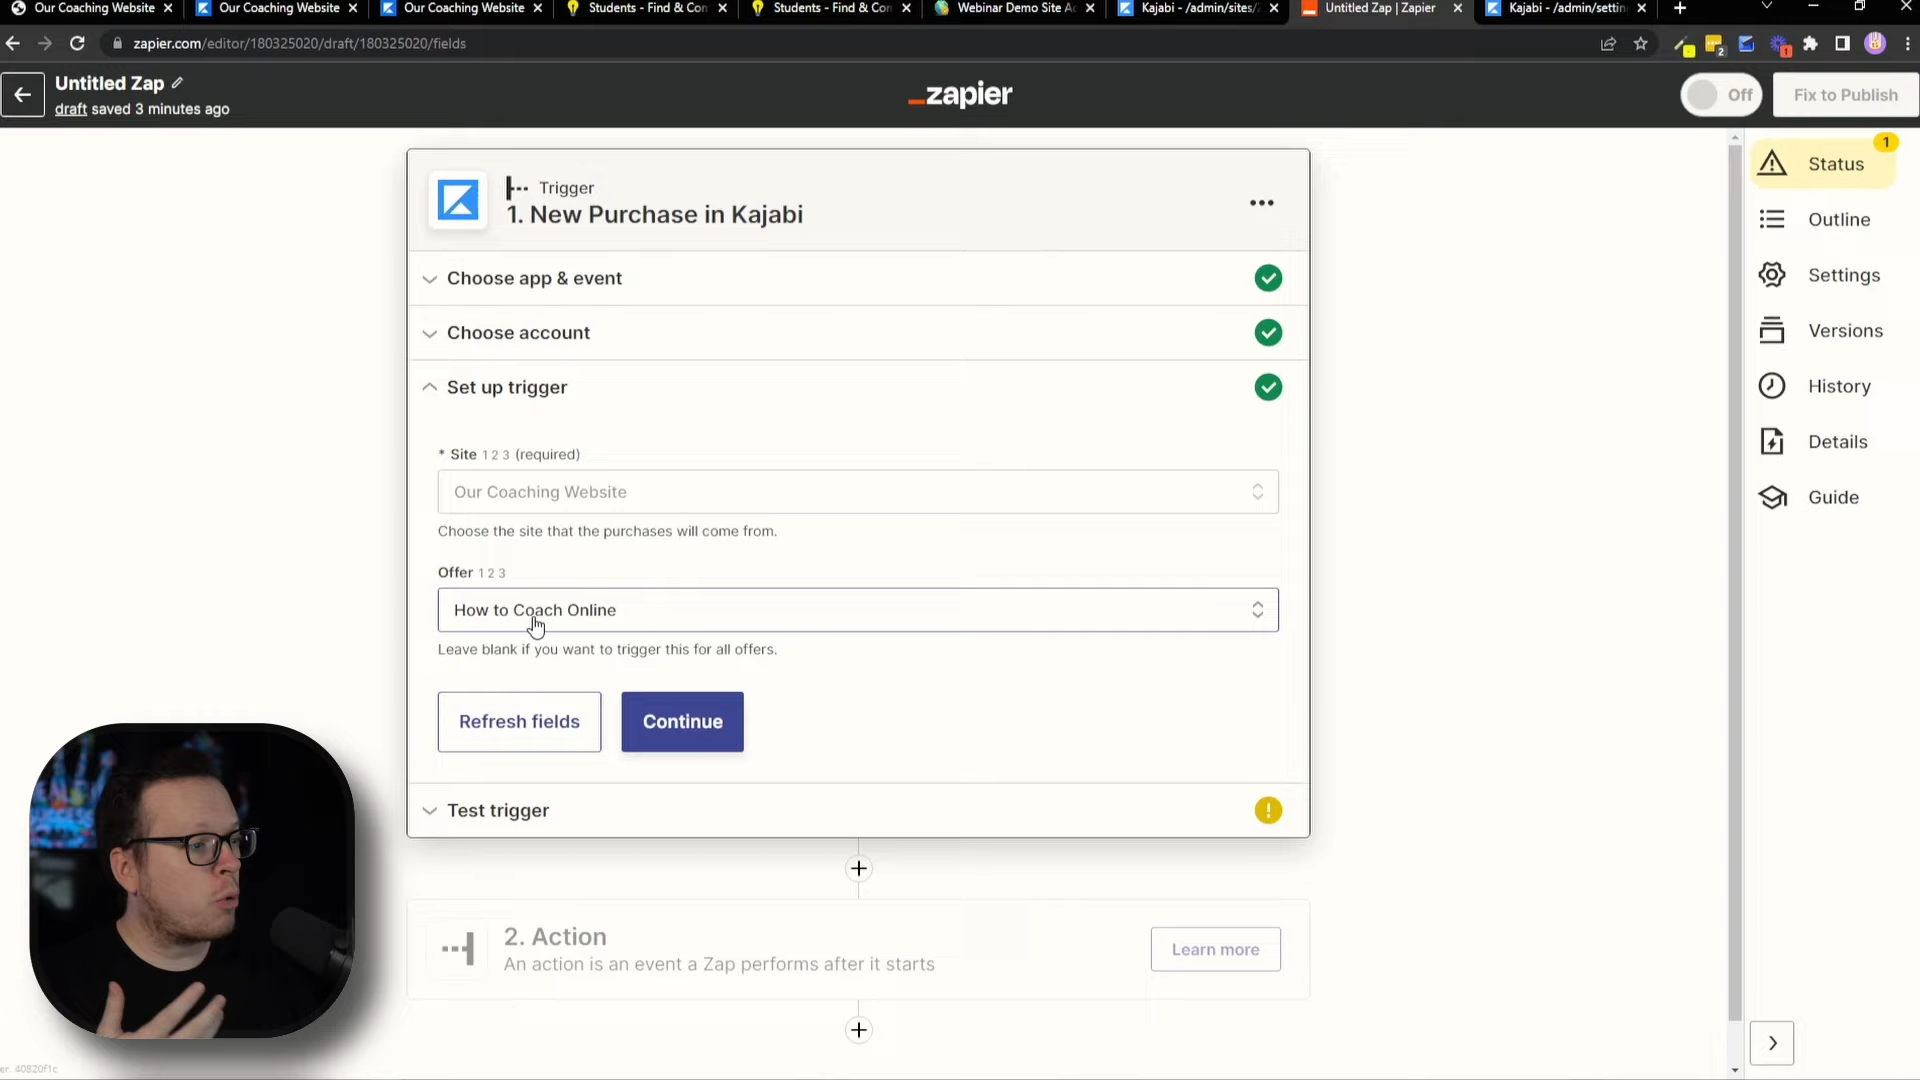 Our Coaching Website
Our Coaching Website
Our Coaching Website
Students - Find & Con
Students - Find & Con
Webinar Demo Site A
Kajabi - /admin/sites/
Untitled Zap | Zapier
Kajabi - /admin/settin
zapier.com/editor/180325020/draft/180325020/fields
2
1
Untitled Zap
draft saved 3 minutes ago
_zapier
Off
Fix to Publish
Trigger
1. New Purchase in Kajabi
Choose app & event
Choose account
Set up trigger
* Site 1 2 3 (required)
Our Coaching Website
Choose the site that the purchases will come from.
Offer 1 2 3
How to Coach Online
Leave blank if you want to trigger this for all offers.
Refresh fields
Continue
Test trigger
2. Action
An action is an event a Zap performs after it starts
Learn more
1
Status
Outline
Settings
Versions
History
Details
Guide
er. 40820f1c